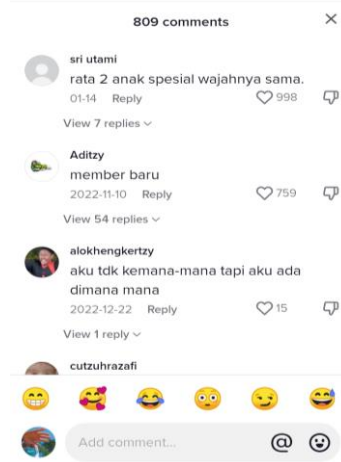 809 comments
sri utami
rata 2 anak spesial wajahnya sama.
01-14 Reply 998
View 7 replies
Aditzy
member baru
2022-11-10 Reply 759
View 54 replies
alokhengkertzy
aku tdk kemana-mana tapi aku ada
dimana mana
2022-12-22 Reply 15
View 1 reply
cutzuhrazafi
Add comment...